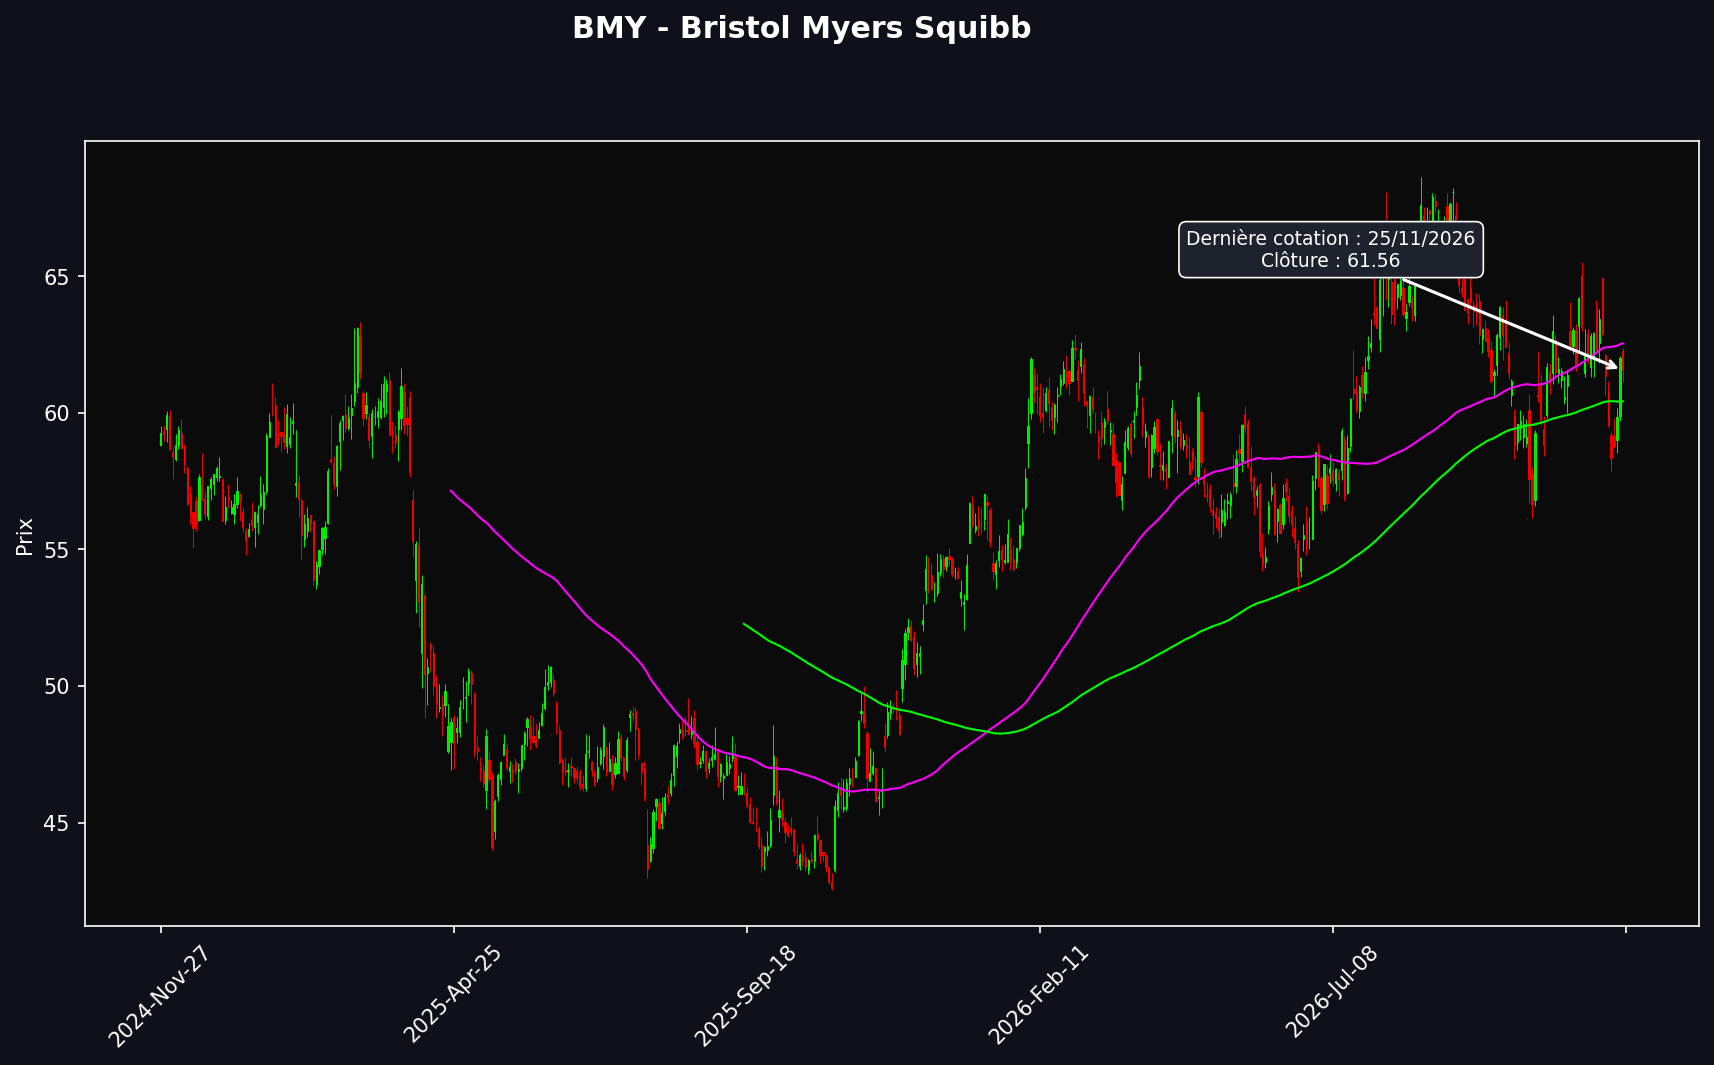 BMY - Bristol Myers Squibb
Dernière cotation : 25/11/2026
Clôture : 61.56
Prix
65
60
55
50
45
2024-Nov-27
2025-Apr-25
2025-Sep-18
2026-Feb-11
2026-Jul-08